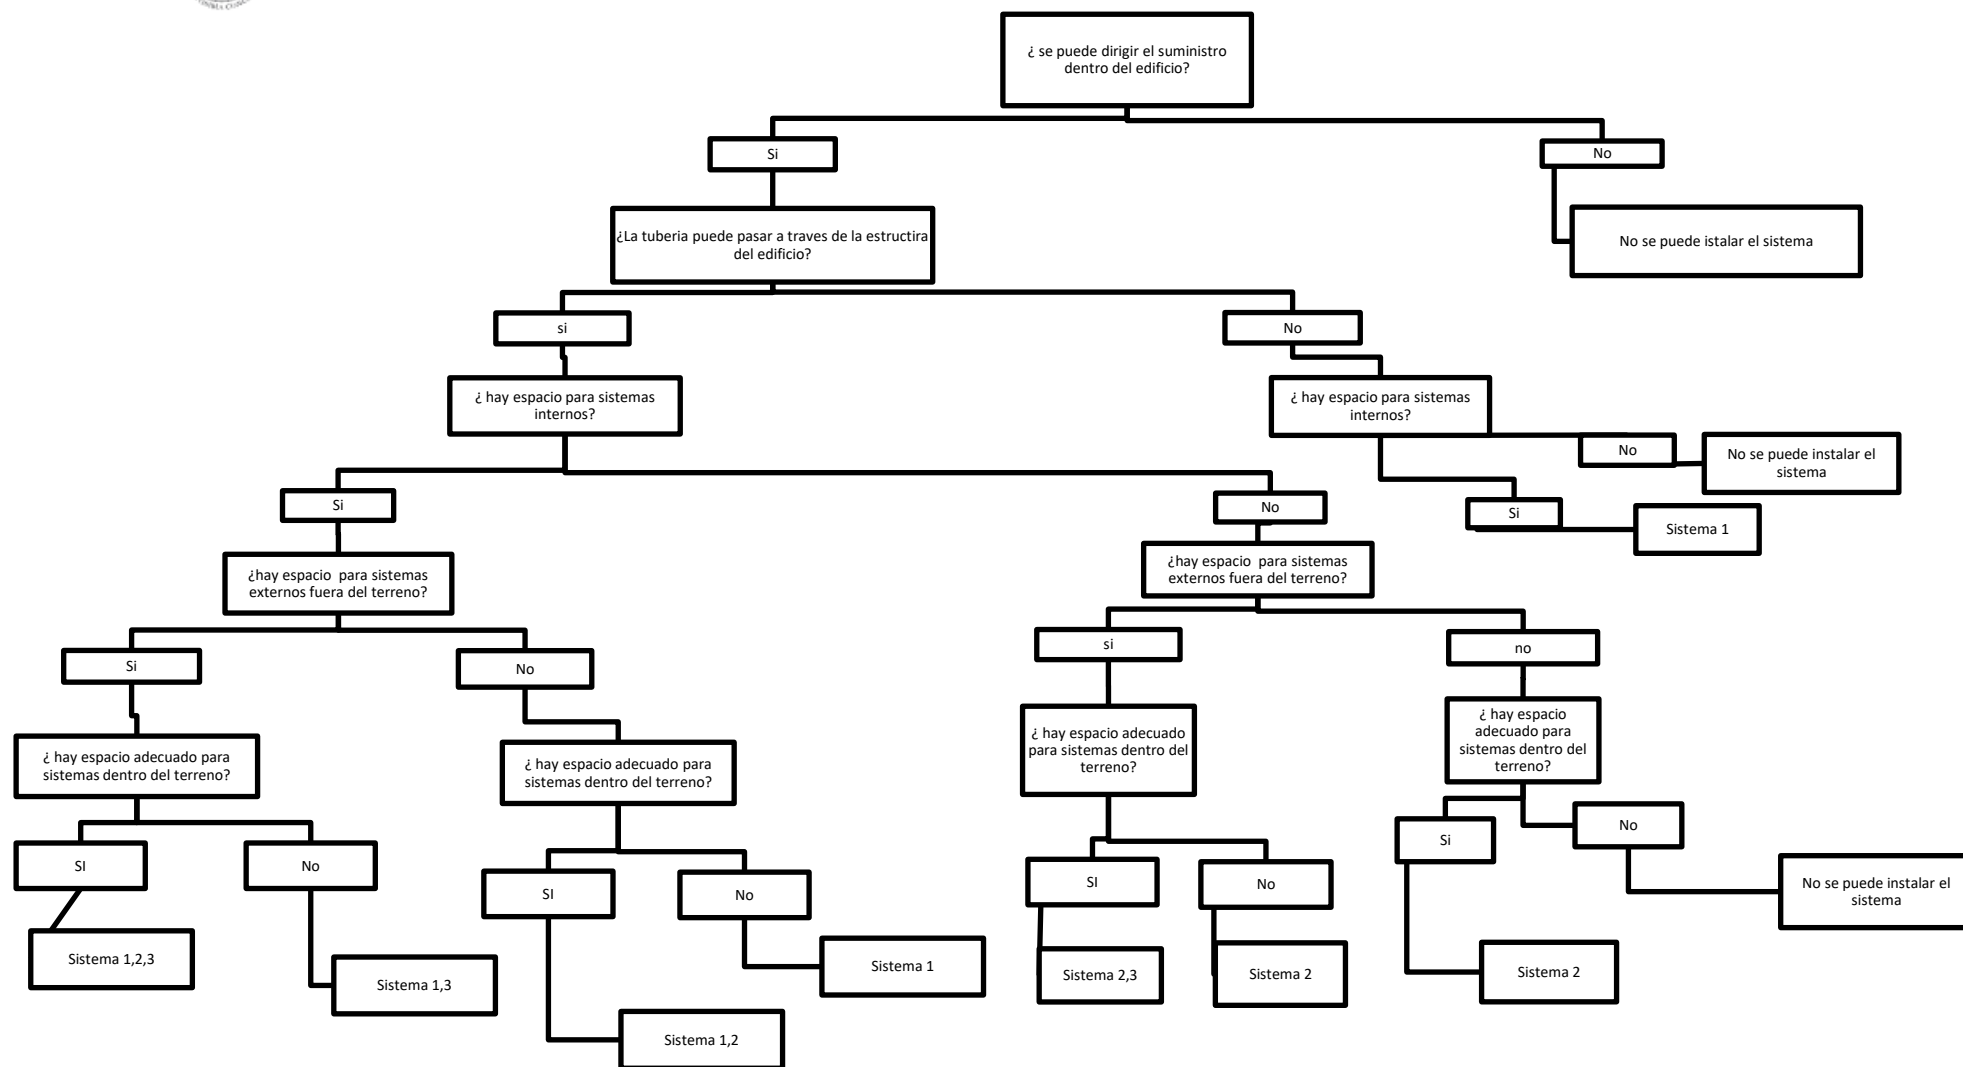 ¿ se puede dirigir el suministro
dentro del edificio?
Si
No
¿La tuberia puede pasar a traves de la estructira
del edificio?
No se puede istalar el sistema
si
No
¿ hay espacio para sistemas
internos?
¿ hay espacio para sistemas
internos?
No
No se puede instalar el
sistema
Si
No
Si
Sistema 1
¿hay espacio  para sistemas
externos fuera del terreno?
¿hay espacio  para sistemas
externos fuera del terreno?
Si
No
si
no
¿ hay espacio adecuado para
sistemas dentro del terreno?
¿ hay espacio adecuado para
sistemas dentro del terreno?
¿ hay espacio adecuado
para sistemas dentro del
terreno?
¿ hay espacio
adecuado para
sistemas dentro del
terreno?
SI
No
SI
No
SI
No
Si
No
No se puede instalar el
sistema
Sistema 1,2,3
Sistema 1,3
Sistema 1,2
Sistema 1
Sistema 2,3
Sistema 2
Sistema 2